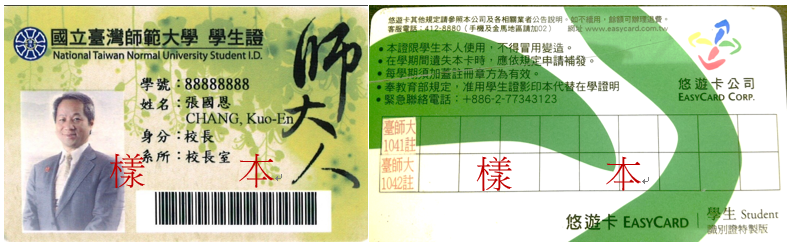 國立臺灣師範大學 學生證
National Taiwan Normal University Student I.D.
學號：88888888
姓名：張國恩
CHANG, Kuo-En
身分：校長
系所：校長室
師大人
樣 本
悠遊卡其他規定請參照本公司及各相關業者公告說明。如不適用，餘額可辦理退費。
客服電話：412-8880 (手機及金馬地區請加02) 網址 www.easycard.com.tw
• 本證限學生本人使用，不得冒用變造。
• 在學期間遺失本卡時，應依規定申請補發。
• 每學期須加蓋註冊章方為有效。
• 奉教育部規定，准用學生證影印本代替在學證明
• 緊急聯絡電話：+886-2-77343123
悠遊卡公司
EASYCARD CORP.
臺師大
1041註
臺師大
1042註
樣 本
悠遊卡 EASYCARD
學生 Student
識別證特製版